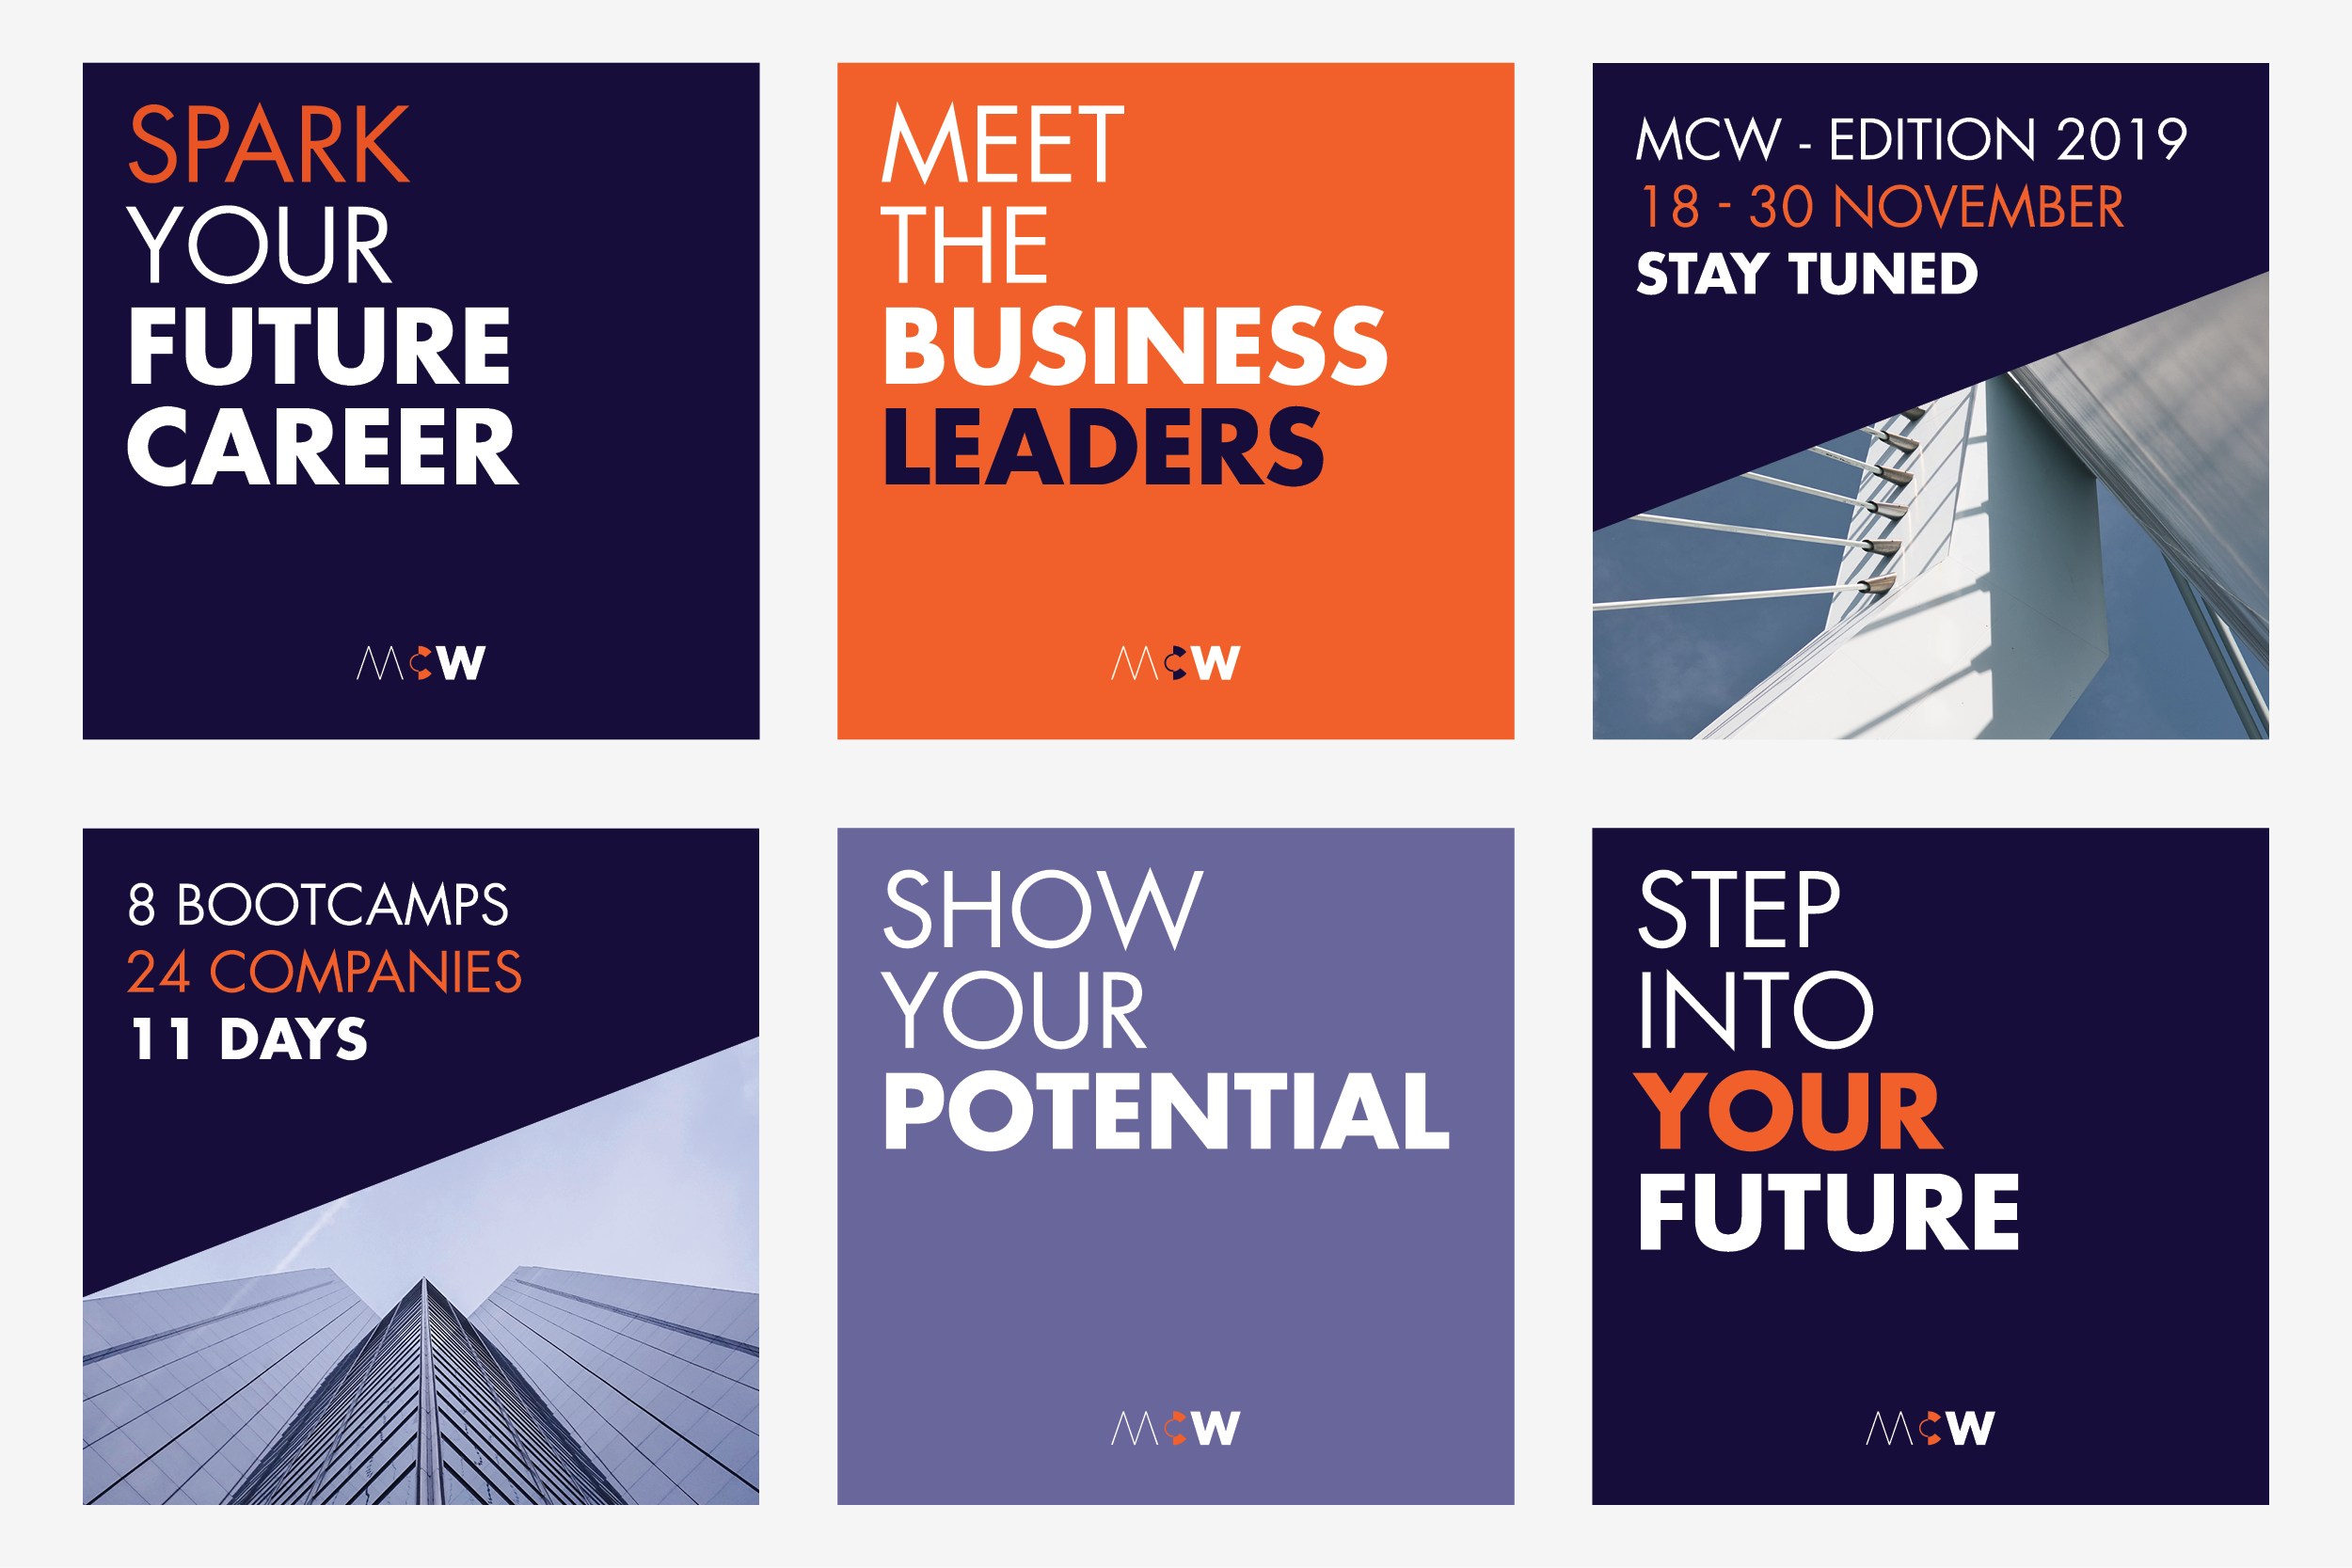 SPARK
YOUR
FUTURE
CAREER
MCW
MEET
THE
BUSINESS
LEADERS
MCW
MCW - EDITION 2019
18 - 30 NOVEMBER
STAY TUNED
8 BOOTCAMPS
24 COMPANIES
11 DAYS
SHOW
YOUR
POTENTIAL
MCW
STEP
INTO
YOUR
FUTURE
MCW